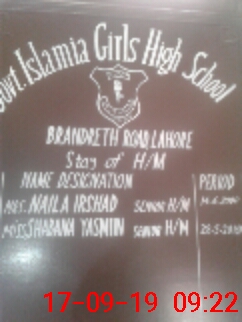 Govt. Islamia Girls High School
BRANDRETH ROAD LAHORE
Stay of H/M
NAME DESIGNATION PERIOD
MRS. NAILA IRSHAD SENIOR H/M
MISS SHABANA YASMIN SENIOR H/M
17-09-19 09:22